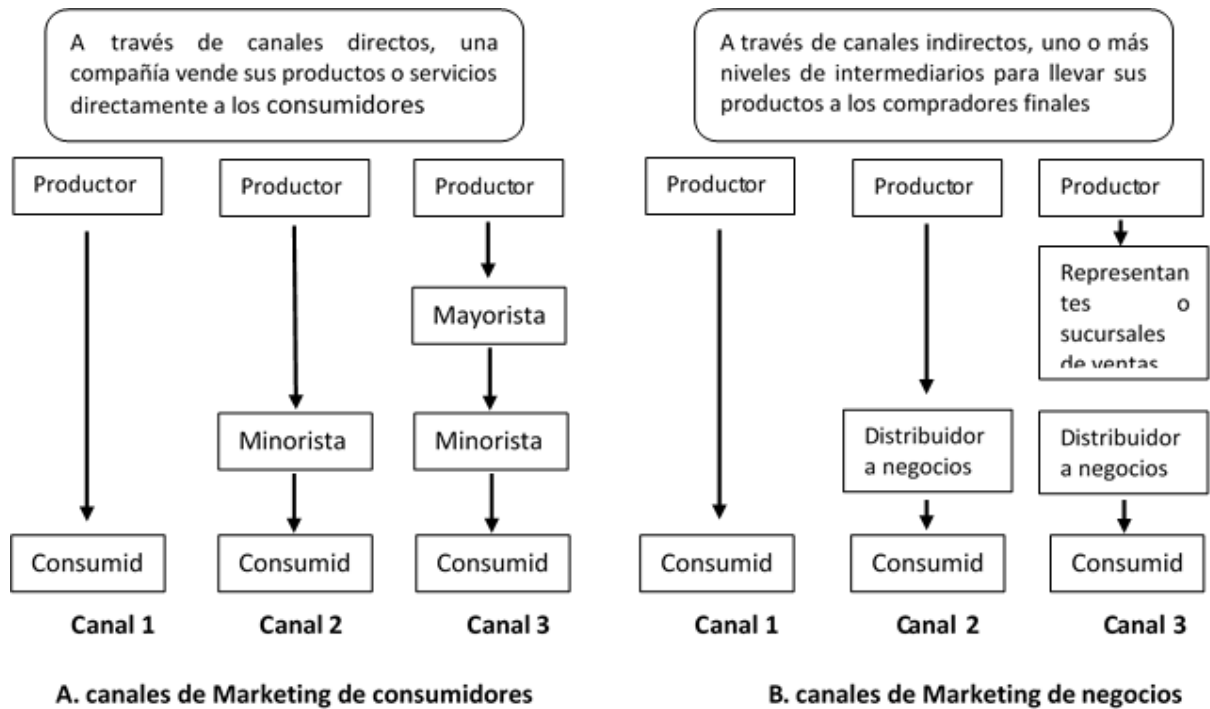 A través de canales directos, una
compañía vende sus productos o servicios
directamente a los consumidores
A través de canales indirectos, uno o más
niveles de intermediarios para llevar sus
productos a los compradores finales
Productor
Productor
Productor
Productor
Productor
Productor
Mayorista
Representan
tes o
sucursales
de ventas
Minorista
Minorista
Distribuidor
a negocios
Distribuidor
a negocios
Consumid
Consumid
Consumid
Consumid
Consumid
Consumid
Canal 1
Canal 2
Canal 3
Canal 1
Canal 2
Canal 3
A. canales de Marketing de consumidores
B. canales de Marketing de negocios